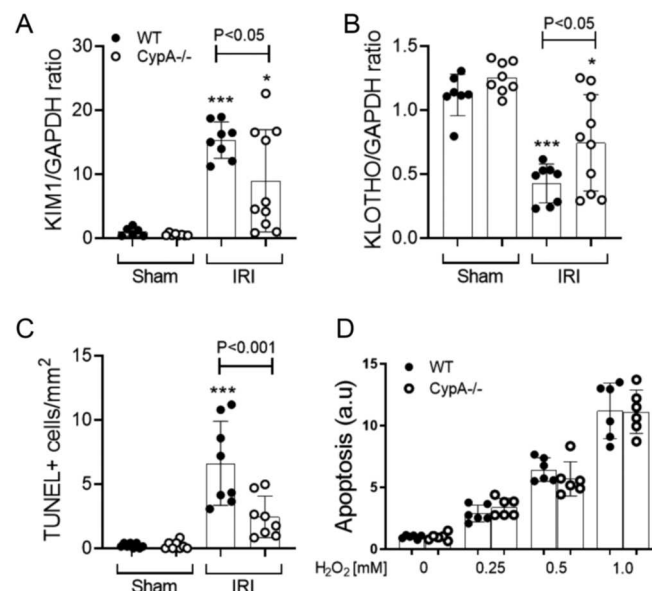 A
KIM1/GAPDH ratio
30
20
10
0
WT
CypA-/-
P<0.05
***
*
Sham
IRI
B
KLOTHO/GAPDH ratio
1.5
1.0
0.5
0.0
P<0.05
***
*
Sham
IRI
C
TUNEL+ cells/mm²
15
10
5
0
P<0.001
***
Sham
IRI
D
Apoptosis (a.u)
15
10
5
0
WT
CypA-/-
H₂O₂ [mM]
0
0.25
0.5
1.0